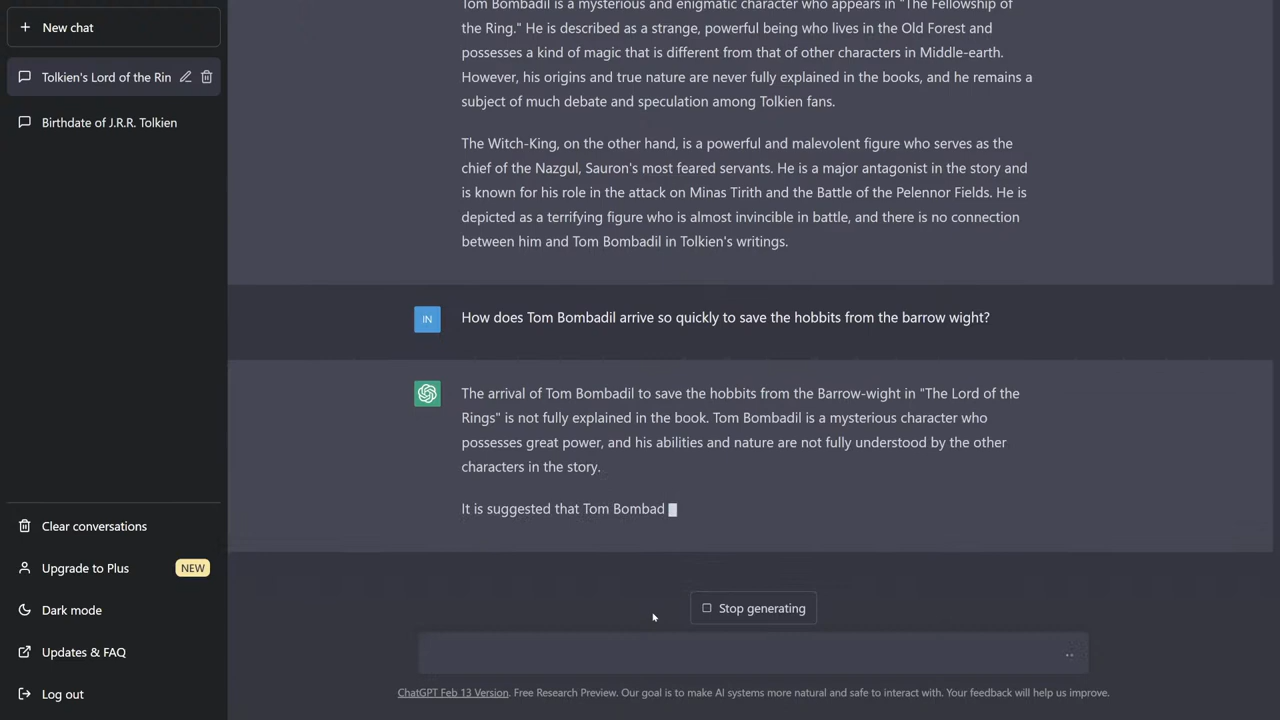 New chat
Tolkien's Lord of the Rin
Birthdate of J.R.R. Tolkien
Clear conversations
Upgrade to Plus NEW
Dark mode
Updates & FAQ
Log out
Tom Bombadil is a mysterious and enigmatic character who appears in "The Fellowship of
the Ring." He is described as a strange, powerful being who lives in the Old Forest and
possesses a kind of magic that is different from that of other characters in Middle-earth.
However, his origins and true nature are never fully explained in the books, and he remains a
subject of much debate and speculation among Tolkien fans.
The Witch-King, on the other hand, is a powerful and malevolent figure who serves as the
chief of the Nazgul, Sauron's most feared servants. He is a major antagonist in the story and
is known for his role in the attack on Minas Tirith and the Battle of the Pelennor Fields. He is
depicted as a terrifying figure who is almost invincible in battle, and there is no connection
between him and Tom Bombadil in Tolkien's writings.
IN
How does Tom Bombadil arrive so quickly to save the hobbits from the barrow wight?
The arrival of Tom Bombadil to save the hobbits from the Barrow-wight in "The Lord of the
Rings" is not fully explained in the book. Tom Bombadil is a mysterious character who
possesses great power, and his abilities and nature are not fully understood by the other
characters in the story.
It is suggested that Tom Bombad
Stop generating
ChatGPT Feb 13 Version. Free Research Preview. Our goal is to make AI systems more natural and safe to interact with. Your feedback will help us improve.